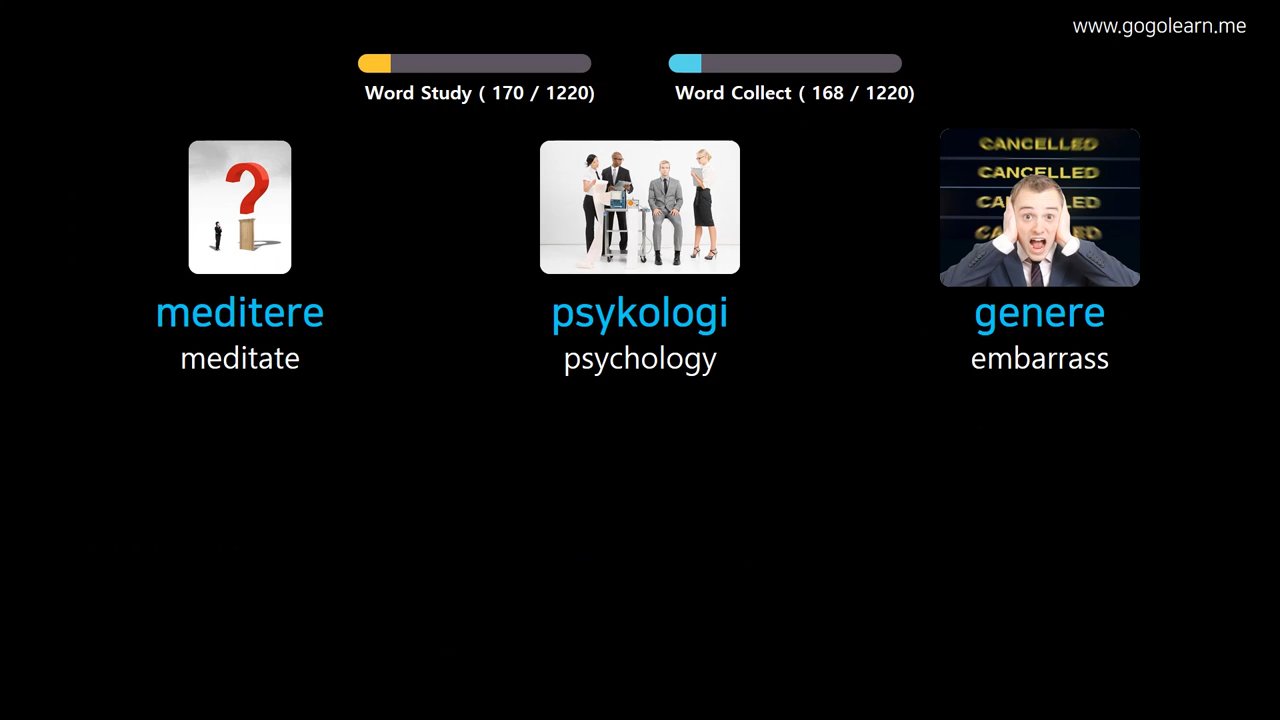 www.gogolearn.me
Word Study ( 170 / 1220)
Word Collect ( 168 / 1220)
CANCELLED
CANCELLED
meditere
psykologi
genere
meditate
psychology
embarrass